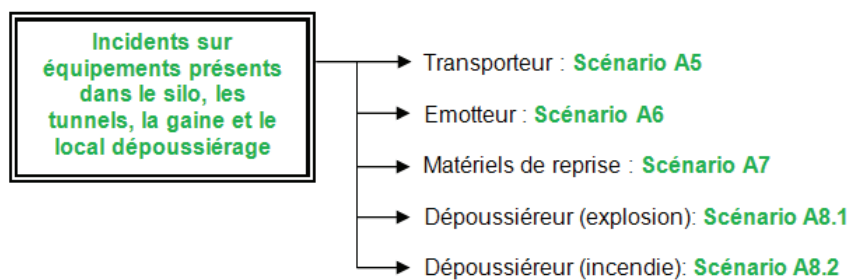 Incidents sur
équipements présents
dans le silo, les
tunnels, la gaine et le
local dépoussiérage
Transporteur : Scénario A5
Emotteur : Scénario A6
Matériels de reprise : Scénario A7
Dépoussiéreur (explosion): Scénario A8.1
Dépoussiéreur (incendie): Scénario A8.2